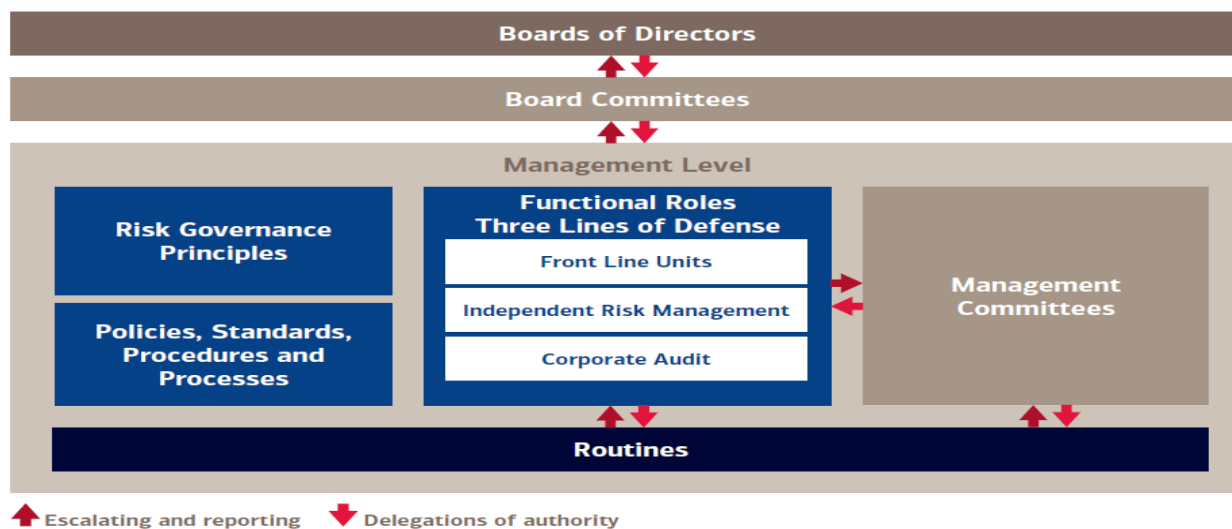 Boards of Directors
Board Committees
Management Level
Risk Governance
Principles
Policies, Standards,
Procedures and
Processes
Functional Roles
Three Lines of Defense
Front Line Units
Independent Risk Management
Corporate Audit
Management
Committees
Routines
Escalating and reporting
Delegations of authority